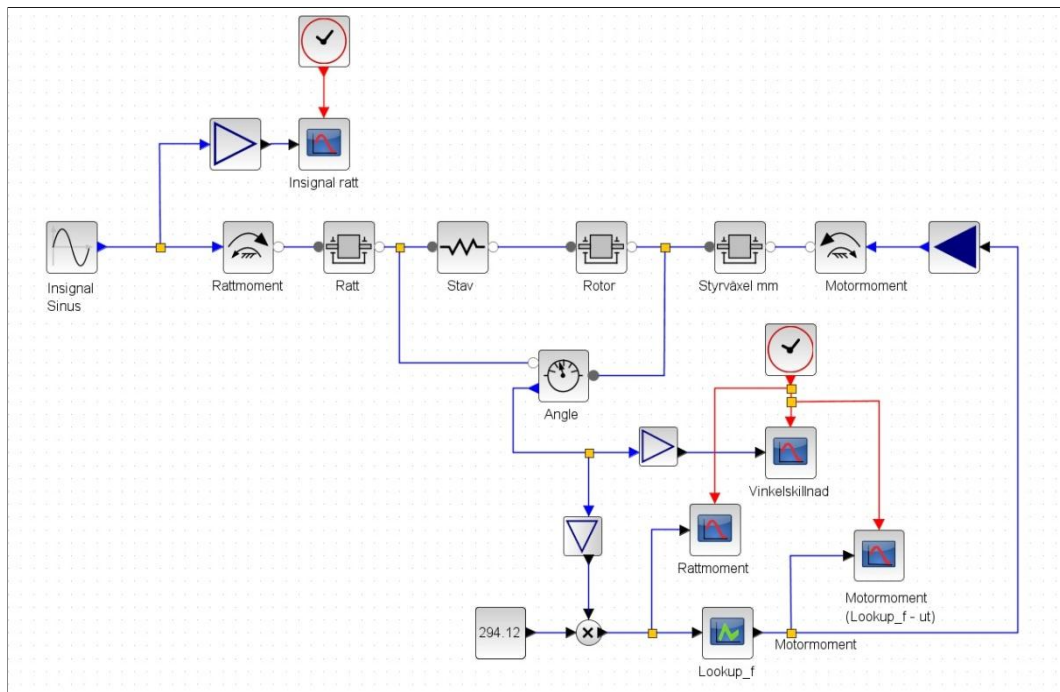 Insignal ratt
Insignal
Sinus
Rattmoment
Ratt
Stav
Rotor
Styrväxel mm
Motormoment
Angle
Vinkelskillnad
Rattmoment
Motormoment
(Lookup_f - ut)
294.12
Lookup_f
Motormoment